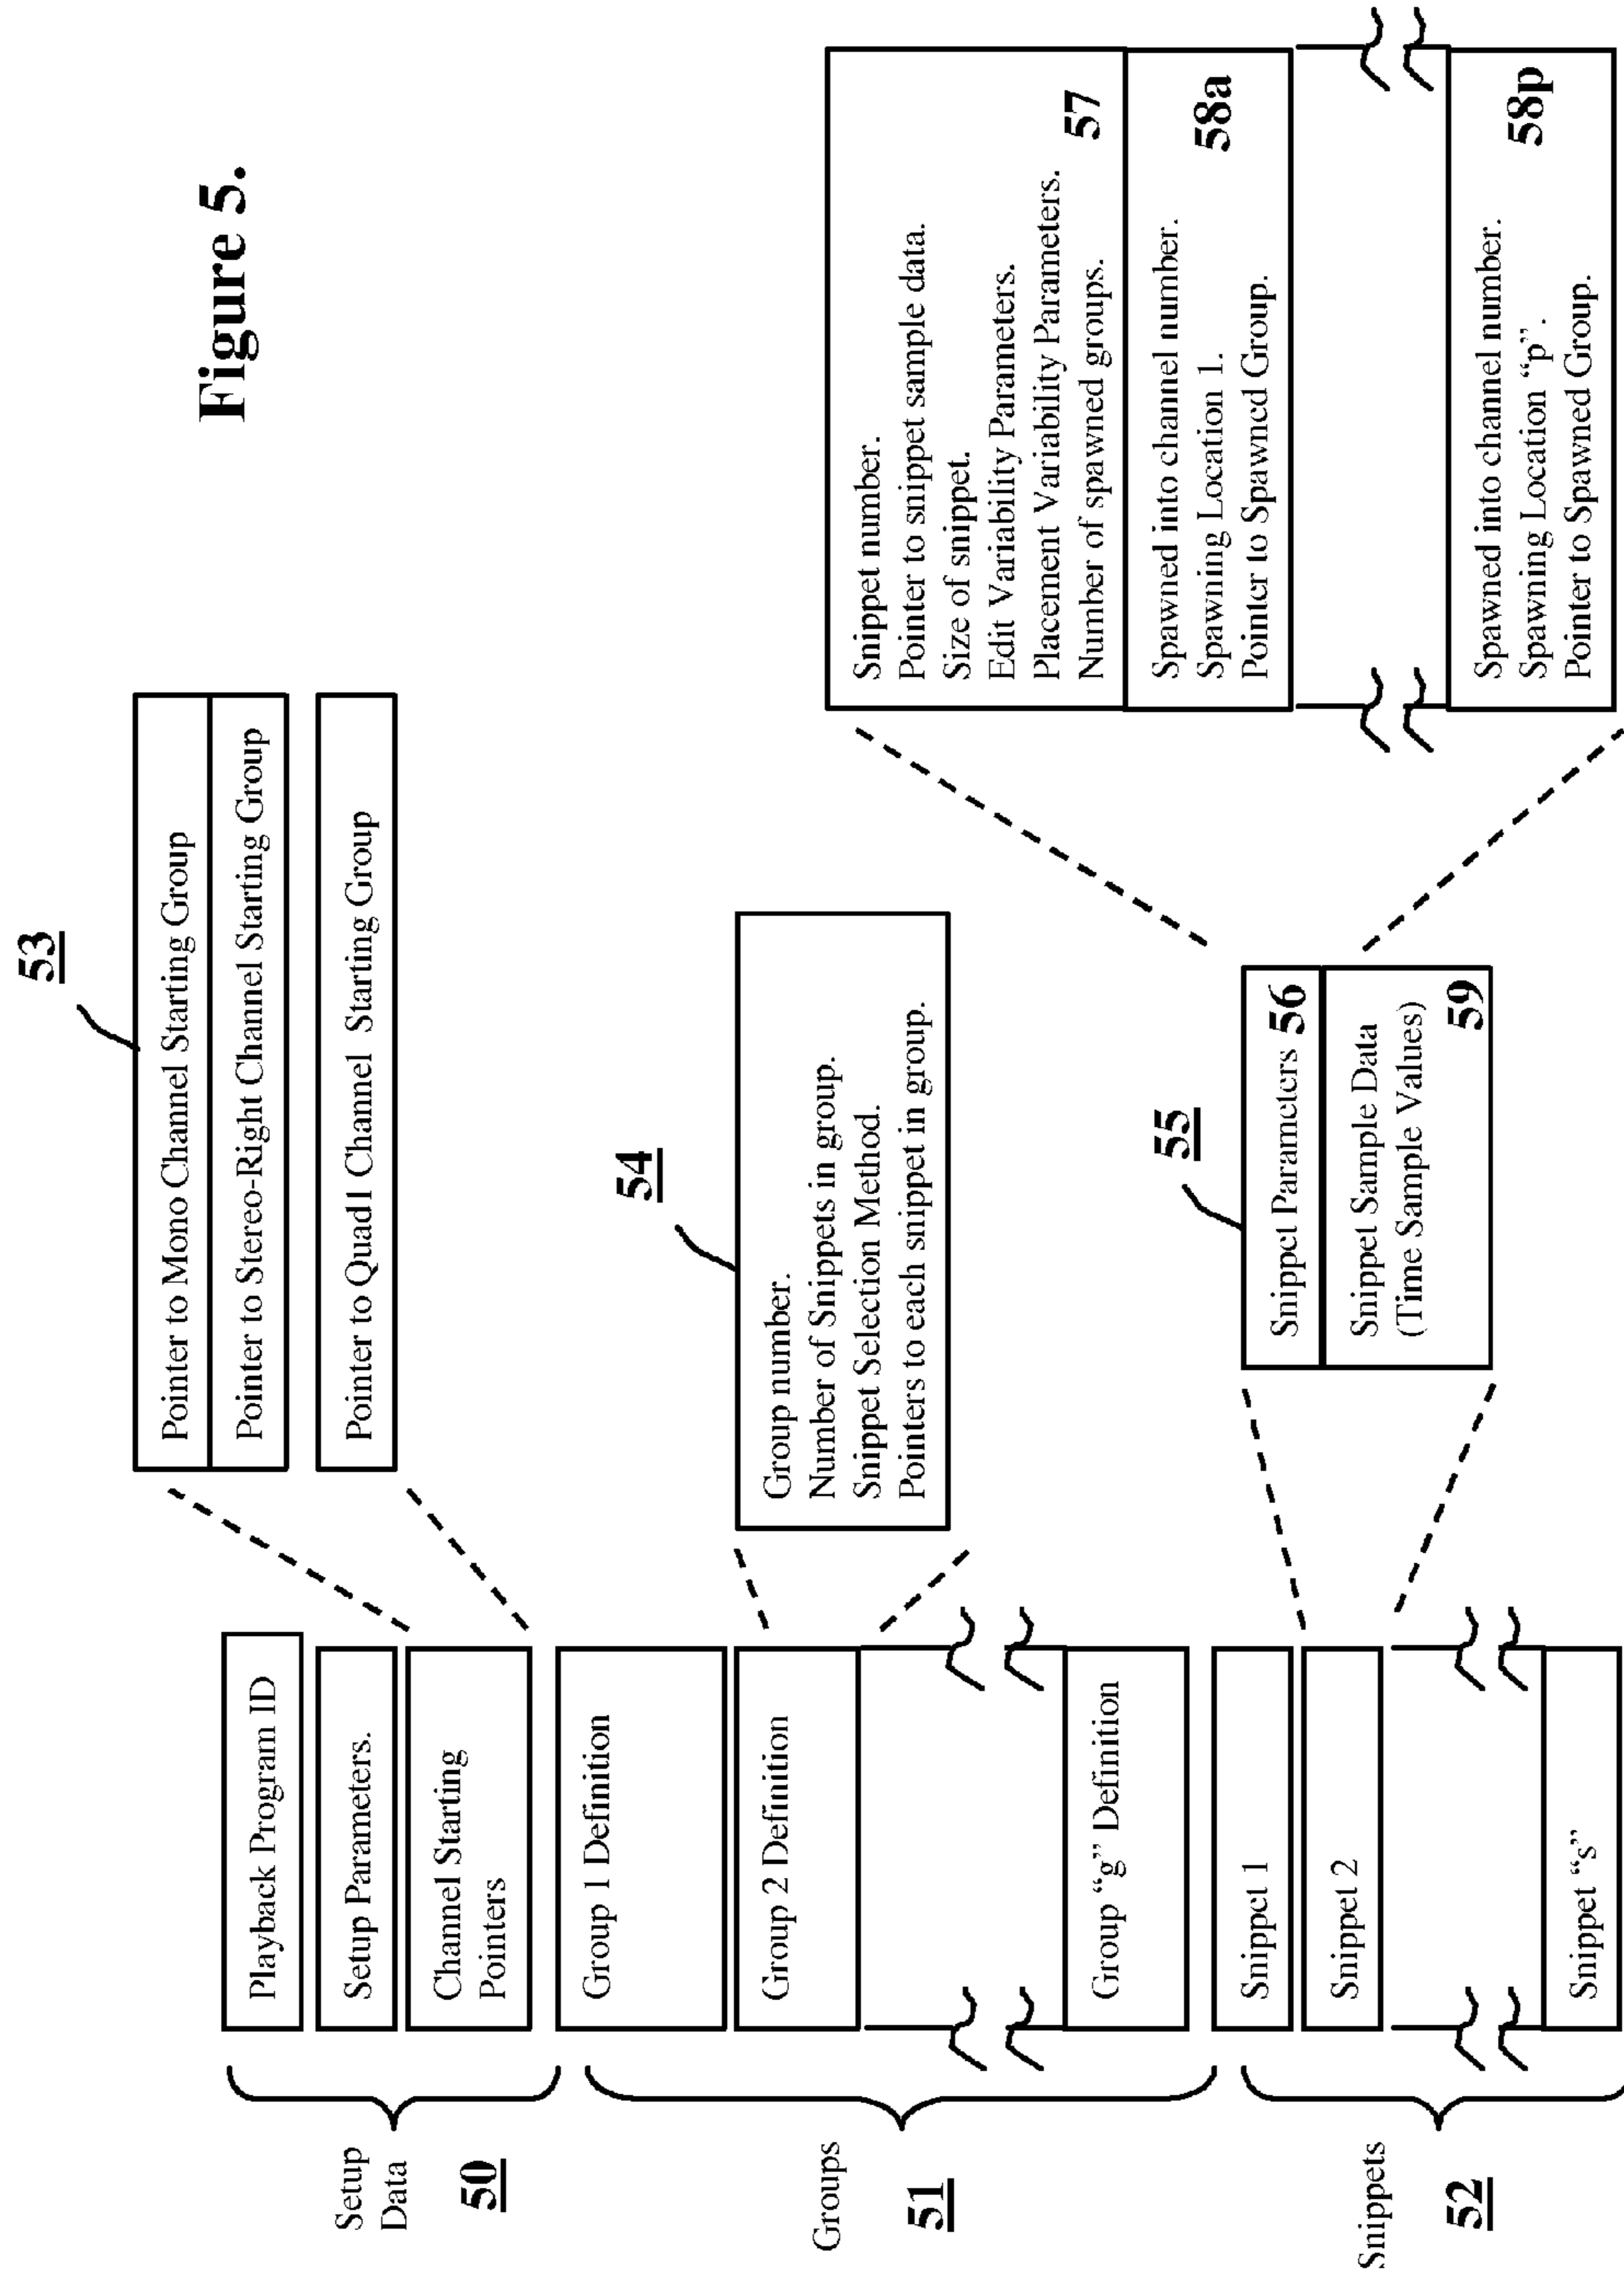 Figure 5.
Setup
Data
50
Playback Program ID
Setup Parameters.
Channel Starting
Pointers
53
Pointer to Mono Channel Starting Group
Pointer to Stereo-Right Channel Starting Group
Pointer to Quad1 Channel Starting Group
Groups
51
Group 1 Definition
Group 2 Definition
Group “g” Definition
54
Group number.
Number of Snippets in group.
Snippet Selection Method.
Pointers to each snippet in group.
Snippets
52
Snippet 1
Snippet 2
Snippet “s”
55
Snippet Parameters 56
Snippet Sample Data
(Time Sample Values)
59
Snippet number.
Pointer to snippet sample data.
Size of snippet.
Edit Variability Parameters.
Placement Variability Parameters.
Number of spawned groups.
57
Spawned into channel number.
Spawning Location 1.
Pointer to Spawned Group.
58a
Spawned into channel number.
Spawning Location “p”.
Pointer to Spawned Group.
58p